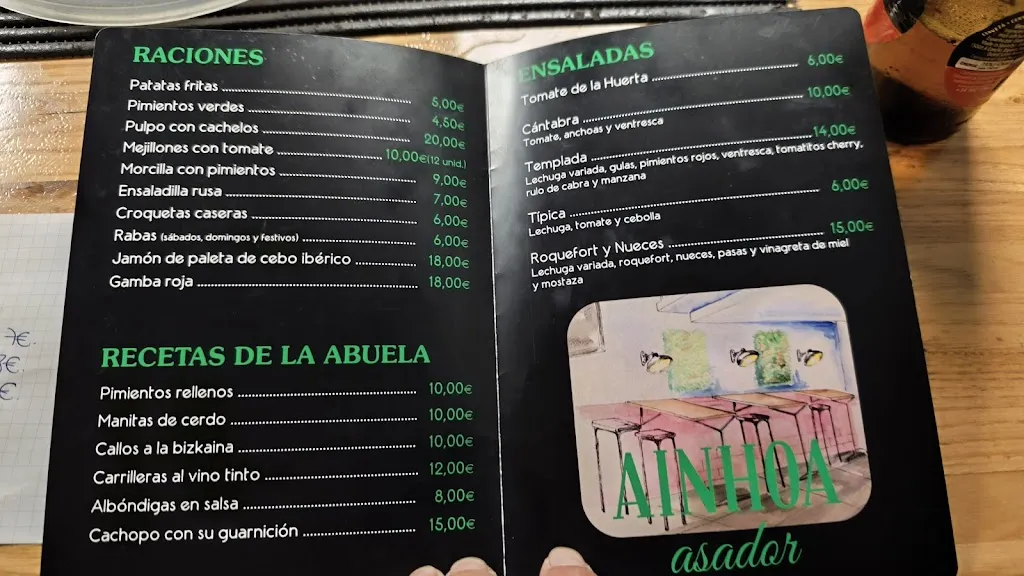 RACIONES
Patatas fritas 5,00€
Pimientos verdes 4,50€
Pulpo con cachelos 20,00€
Mejillones con tomate 10,00€ (12 unid.)
Morcilla con pimientos 9,00€
Ensaladilla rusa 7,00€
Croquetas caseras 6,00€
Rabas (sábados, domingos y festivos) 6,00€
Jamón de paleta de cebo ibérico 18,00€
Gamba roja 18,00€
RECETAS DE LA ABUELA
Pimientos rellenos 10,00€
Manitas de cerdo 10,00€
Callos a la bizkaina 10,00€
Carrilleras al vino tinto 12,00€
Albóndigas en salsa 8,00€
Cachopo con su guarnición 15,00€
ENSALADAS
Tomate de la Huerta 6,00€
Cántabra 10,00€
Tomate, anchoas y ventresca
Templada 14,00€
Lechuga variada, gulas, pimientos rojos, ventresca, tomatitos cherry,
rulo de cabra y manzana
Típica 6,00€
Lechuga, tomate y cebolla
Roquefort y Nueces 15,00€
Lechuga variada, roquefort, nueces, pasas y vinagreta de miel
y mostaza
AINHOA
asador
7€.
€.
€